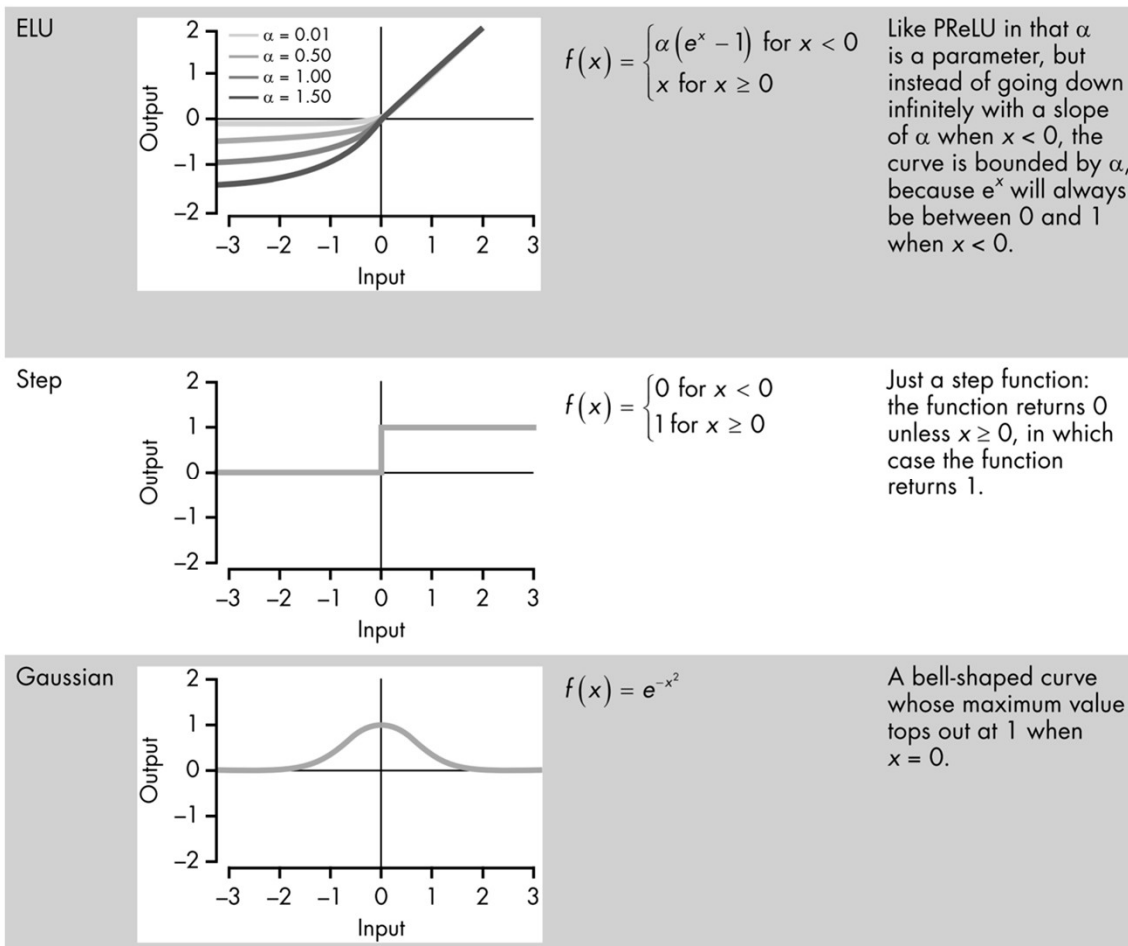 ELU
2
1
0
−1
−2
Output
α = 0.01
α = 0.50
α = 1.00
α = 1.50
−3 −2 −1 0 1 2 3
Input
f(x) = {α(eˣ − 1) for x < 0
x for x ≥ 0
Like PReLU in that α
is a parameter, but
instead of going down
infinitely with a slope
of α when x < 0, the
curve is bounded by α,
because eˣ will always
be between 0 and 1
when x < 0.
Step
2
1
0
−1
−2
Output
−3 −2 −1 0 1 2 3
Input
f(x) = {0 for x < 0
1 for x ≥ 0
Just a step function:
the function returns 0
unless x ≥ 0, in which
case the function
returns 1.
Gaussian
2
1
0
−1
−2
Output
−3 −2 −1 0 1 2 3
Input
f(x) = e^{−x²}
A bell-shaped curve
whose maximum value
tops out at 1 when
x = 0.